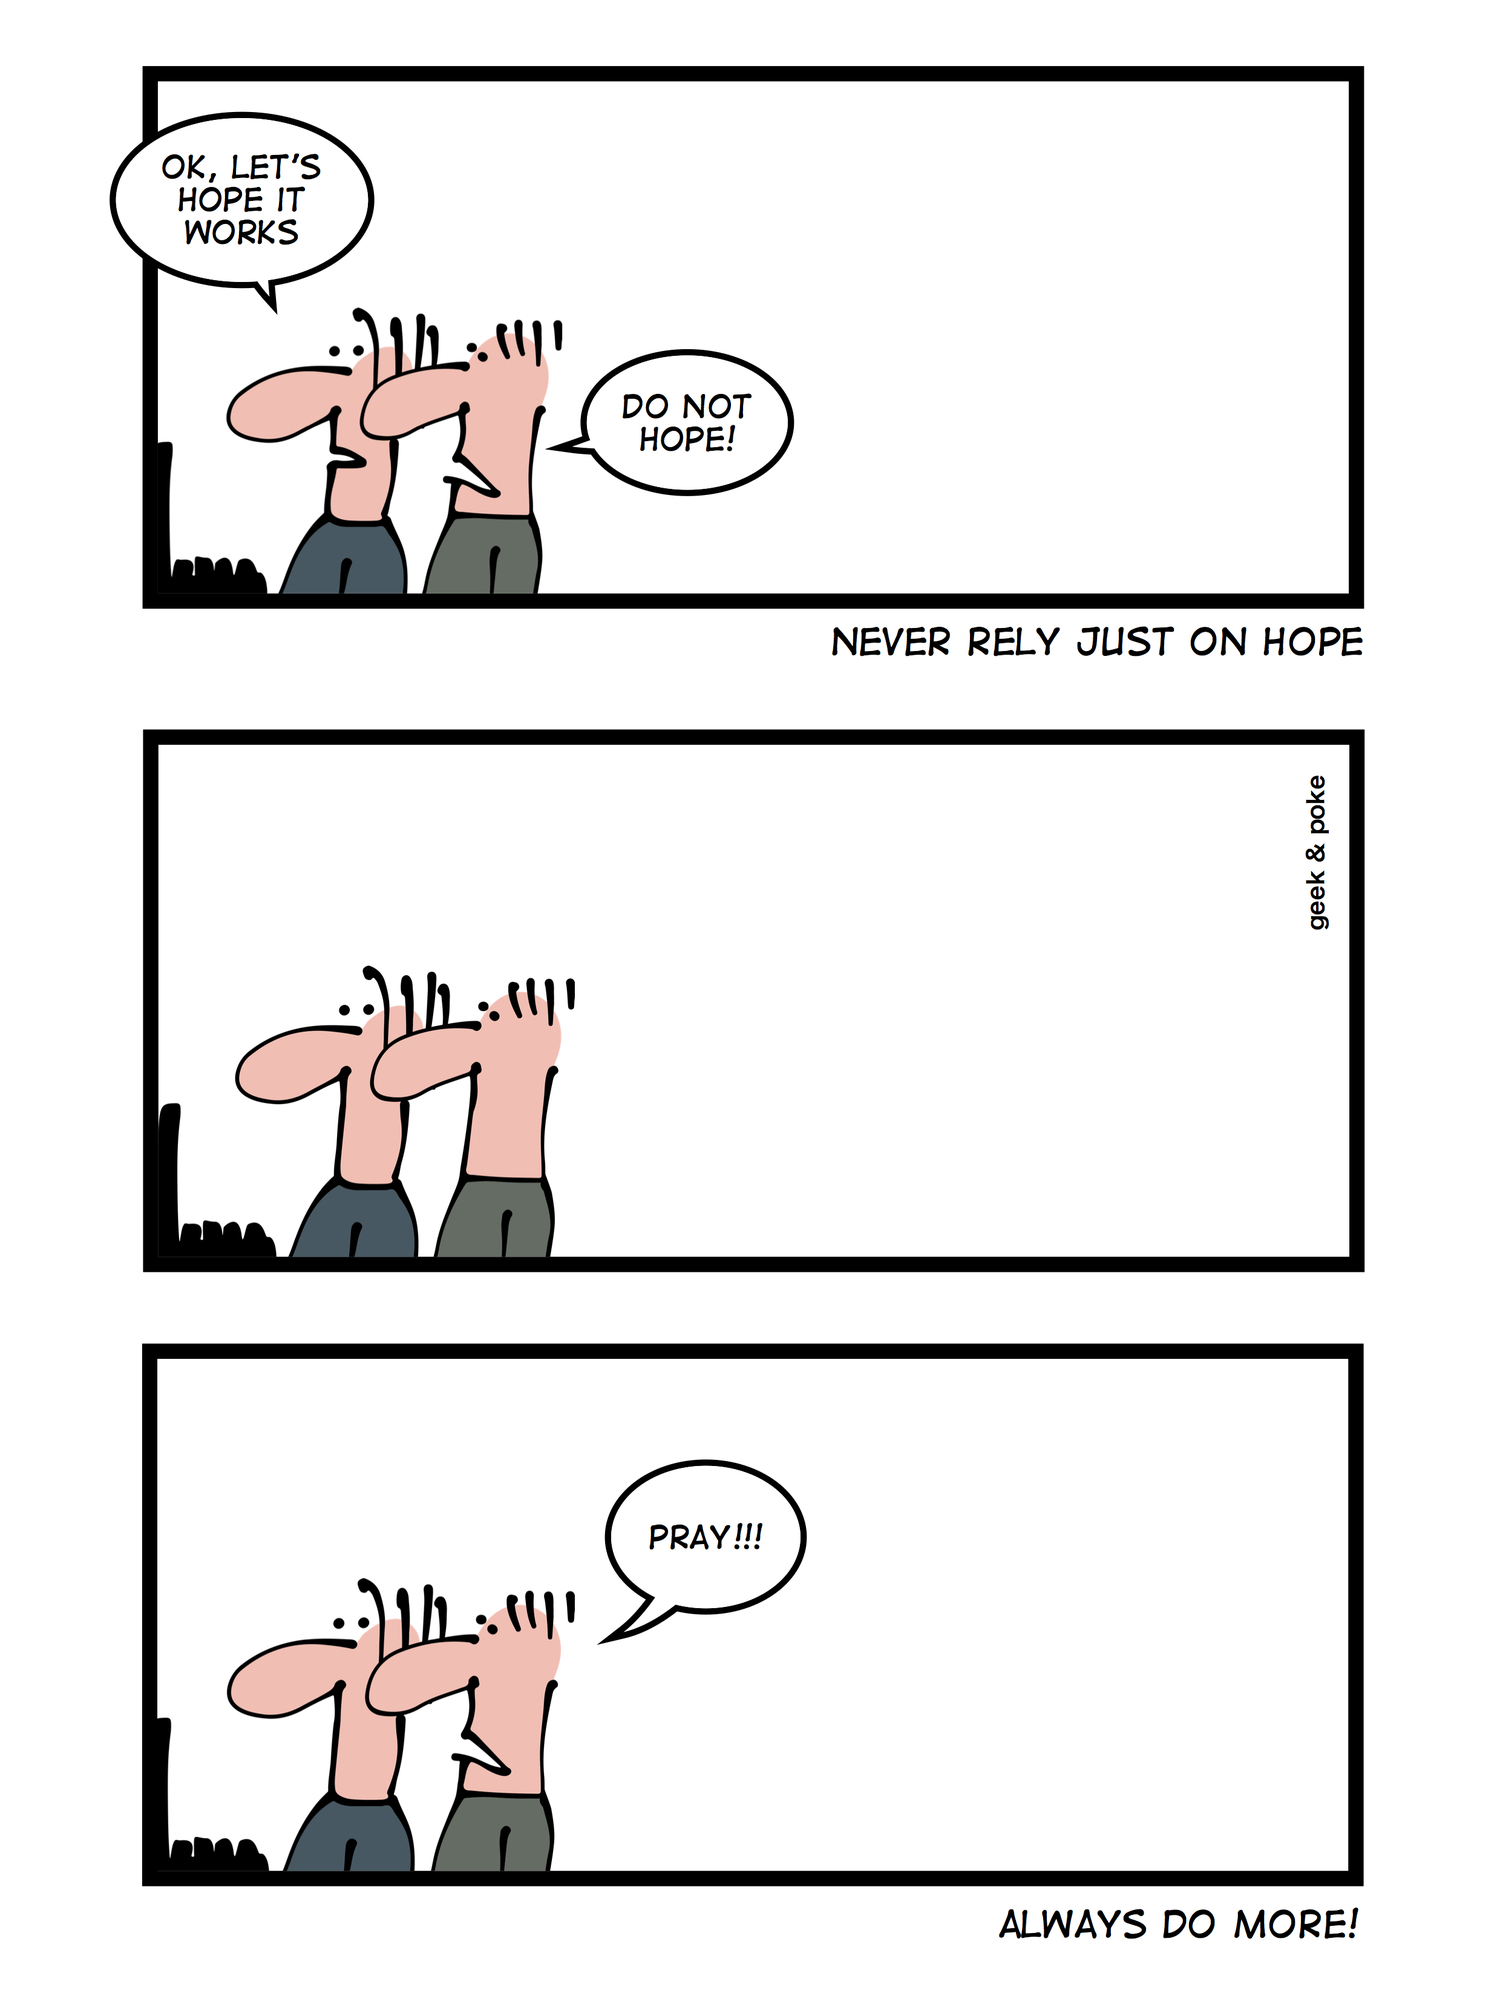 OK, LET'S
HOPE IT
WORKS
DO NOT
HOPE!
NEVER RELY JUST ON HOPE
geek & poke
PRAY!!!
ALWAYS DO MORE!